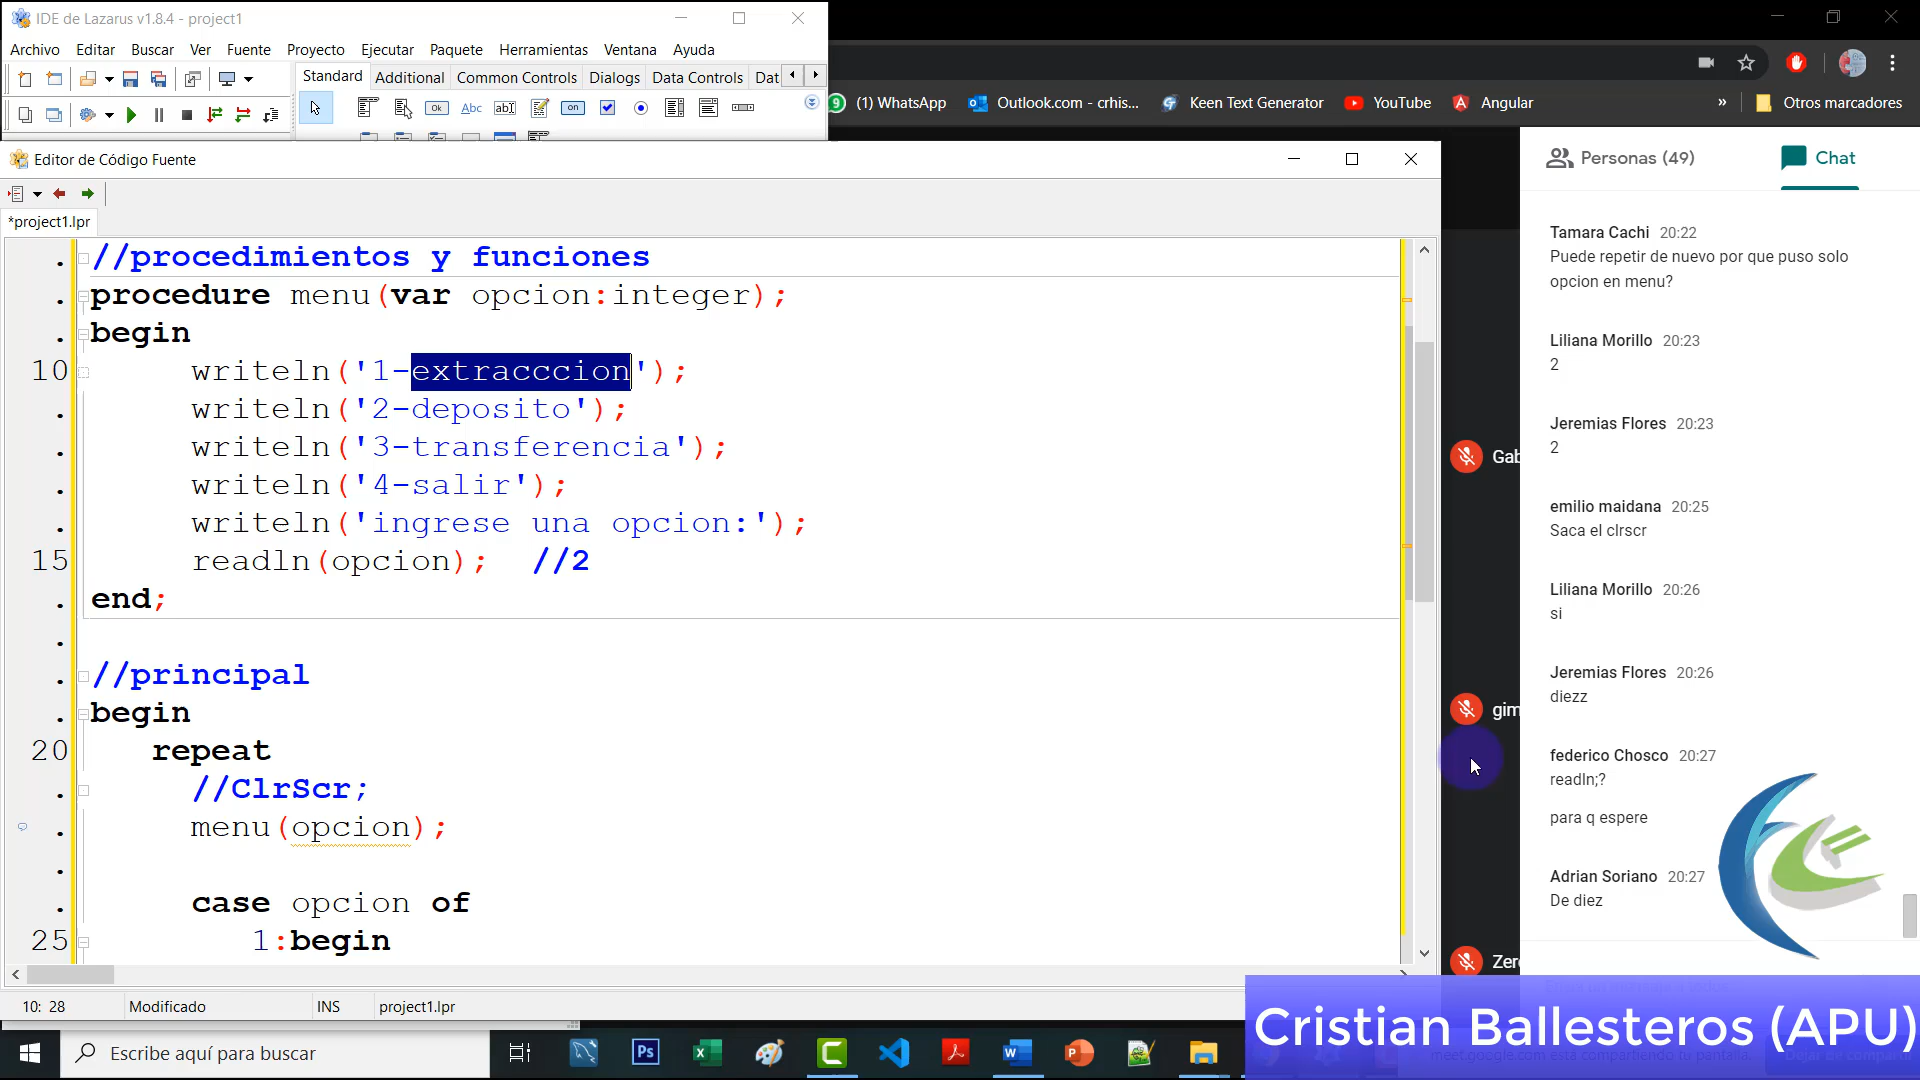 IDE de Lazarus v1.8.4 - project1
Archivo Editar Buscar Ver Fuente Proyecto Ejecutar Paquete Herramientas Ventana Ayuda
Standard Additional Common Controls Dialogs Data Controls Dat
Ok Abc abI on
(1) WhatsApp Outlook.com - crhis... Keen Text Generator YouTube Angular » Otros marcadores
Editor de Código Fuente
*project1.lpr
//procedimientos y funciones
procedure menu(var opcion:integer);
begin
10 writeln('1-extracccion');
writeln('2-deposito');
writeln('3-transferencia');
writeln('4-salir');
writeln('ingrese una opcion:');
15 readln(opcion); //2
end;
//principal
begin
20 repeat
//ClrScr;
menu(opcion);
case opcion of
25 1:begin
10: 28 Modificado INS project1.lpr
Personas (49) Chat
Tamara Cachi 20:22
Puede repetir de nuevo por que puso solo
opcion en menu?
Liliana Morillo 20:23
2
Jeremias Flores 20:23
2
emilio maidana 20:25
Saca el clrscr
Liliana Morillo 20:26
si
Jeremias Flores 20:26
diezz
federico Chosco 20:27
readln;?
para q espere
Adrian Soriano 20:27
De diez
Gab
gim
Zer
Cristian Ballesteros (APU)
Escribe aquí para buscar
Ps